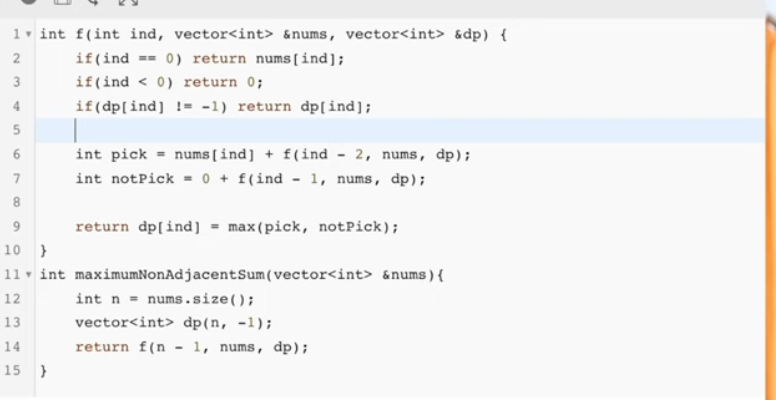 1 int f(int ind, vector<int> &nums, vector<int> &dp) {
2 if(ind == 0) return nums[ind];
3 if(ind < 0) return 0;
4 if(dp[ind] != -1) return dp[ind];
5
6 int pick = nums[ind] + f(ind - 2, nums, dp);
7 int notPick = 0 + f(ind - 1, nums, dp);
8
9 return dp[ind] = max(pick, notPick);
10 }
11 int maximumNonAdjacentSum(vector<int> &nums){
12 int n = nums.size();
13 vector<int> dp(n, -1);
14 return f(n - 1, nums, dp);
15 }